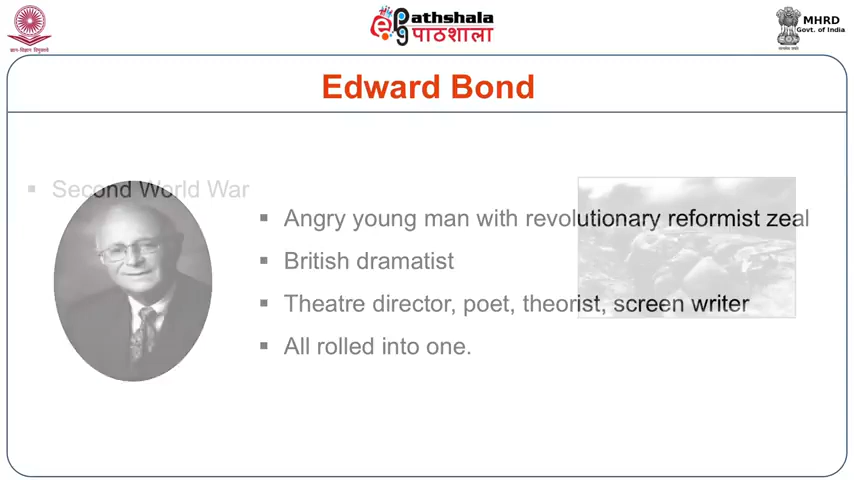 ePathshala
पाठशाला
MHRD
Govt. of India
ज्ञान-विज्ञान विमुक्तये
Edward Bond
▪ Second World War
▪ Angry young man with revolutionary reformist zeal
▪ British dramatist
▪ Theatre director, poet, theorist, screen writer
▪ All rolled into one.